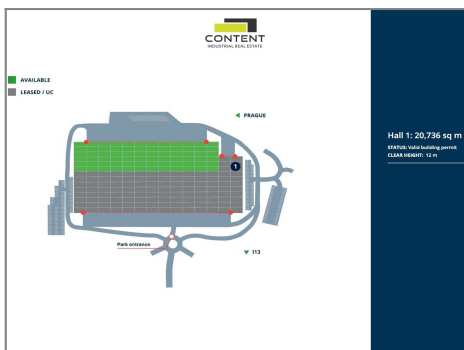 CONTENT
INDUSTRIAL REAL ESTATE
AVAILABLE
LEASED / UC
PRAGUE
1
Park entrance
I13
Hall 1: 20,736 sq m
STATUS: Valid building permit
CLEAR HEIGHT: 12 m